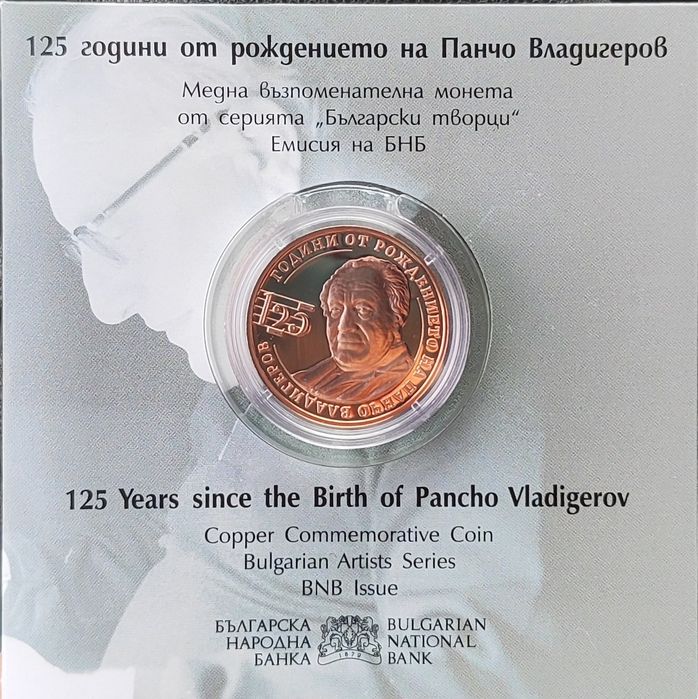 125 години от рождението на Панчо Владигеров
Медна възпоменателна монета
от серията „Български творци“
Емисия на БНБ
125 ГОДИНИ ОТ РОЖДЕНИЕТО НА ПАНЧО ВЛАДИГЕРОВ
125 Years since the Birth of Pancho Vladigerov
Copper Commemorative Coin
Bulgarian Artists Series
BNB Issue
БЪЛГАРСКА
НАРОДНА
БАНКА
1879
BULGARIAN
NATIONAL
BANK